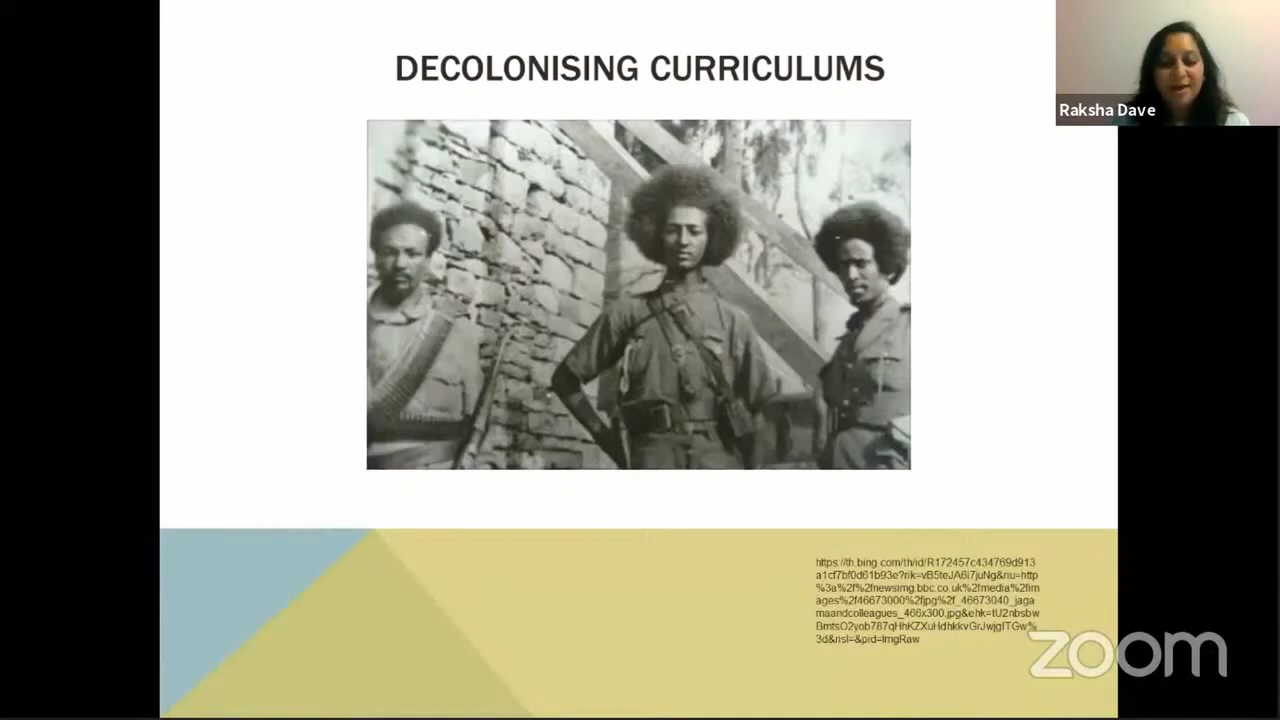 DECOLONISING CURRICULUMS
Raksha Dave
https://th.bing.com/th/id/R172457c434769d913
a1cf7bf0d61b93e?rik=vB5teJA6i7juNg&riu=http
%3a%2f%2fnewsimg.bbc.co.uk%2fmedia%2fim
ages%2f46673000%2fjpg%2f_46673040_jaga
maandcolleagues_466x300.jpg&ehk=tU2nbsbw
BmtsO2yob787qHhKZXuHdhkkvGrJwjgITGw%
3d&risl=&pid=ImgRaw
zoom